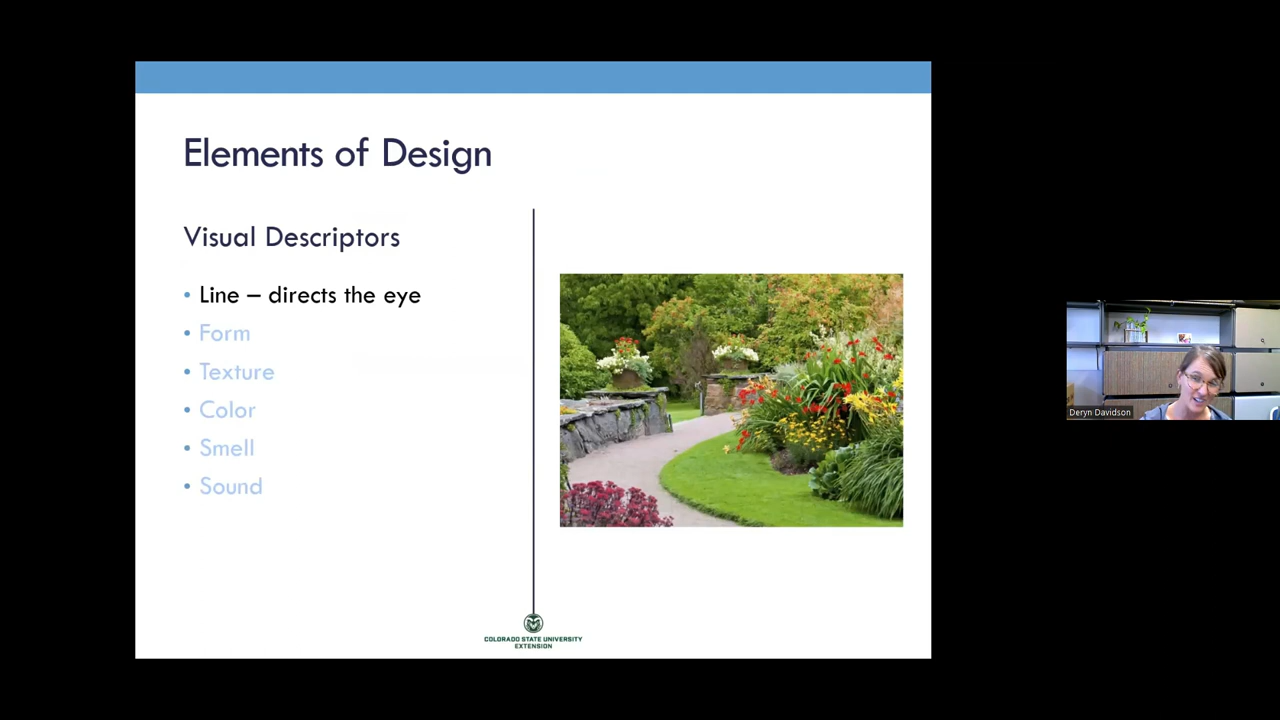 Elements of Design
Visual Descriptors
• Line – directs the eye
• Form
• Texture
• Color
• Smell
• Sound
COLORADO STATE UNIVERSITY
EXTENSION
Deryn Davidson